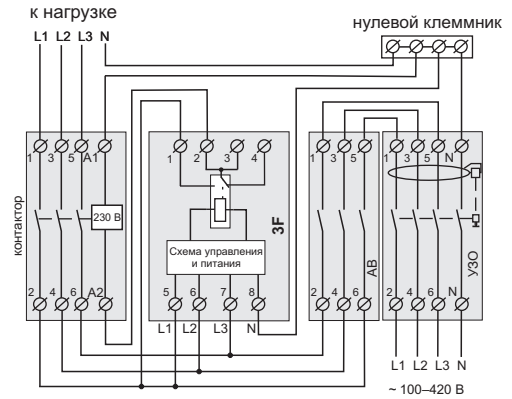 к нагрузке
нулевой клеммник
L1 L2 L3 N
1 3 5 A1
1 2 3 4
1 3 5
1 3 5 N
контактор
230 В
3F
Схема управления
и питания
АВ
УЗО
2 4 6 A2
5 6 7 8
2 4 6
2 4 6 N
L1 L2 L3 N
L1 L2 L3 N
~ 100–420 В